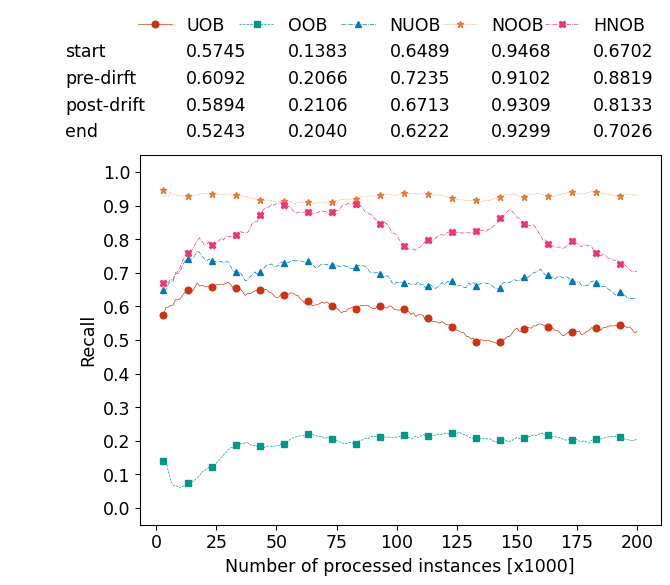 UOB OOB NUOB NOOB HNOB
start 0.5745 0.1383 0.6489 0.9468 0.6702
pre-dirft 0.6092 0.2066 0.7235 0.9102 0.8819
post-drift 0.5894 0.2106 0.6713 0.9309 0.8133
end 0.5243 0.2040 0.6222 0.9299 0.7026
1.0
0.9
0.8
0.7
0.6
0.5
0.4
0.3
0.2
0.1
0.0
Recall
0 25 50 75 100 125 150 175 200
Number of processed instances [x1000]